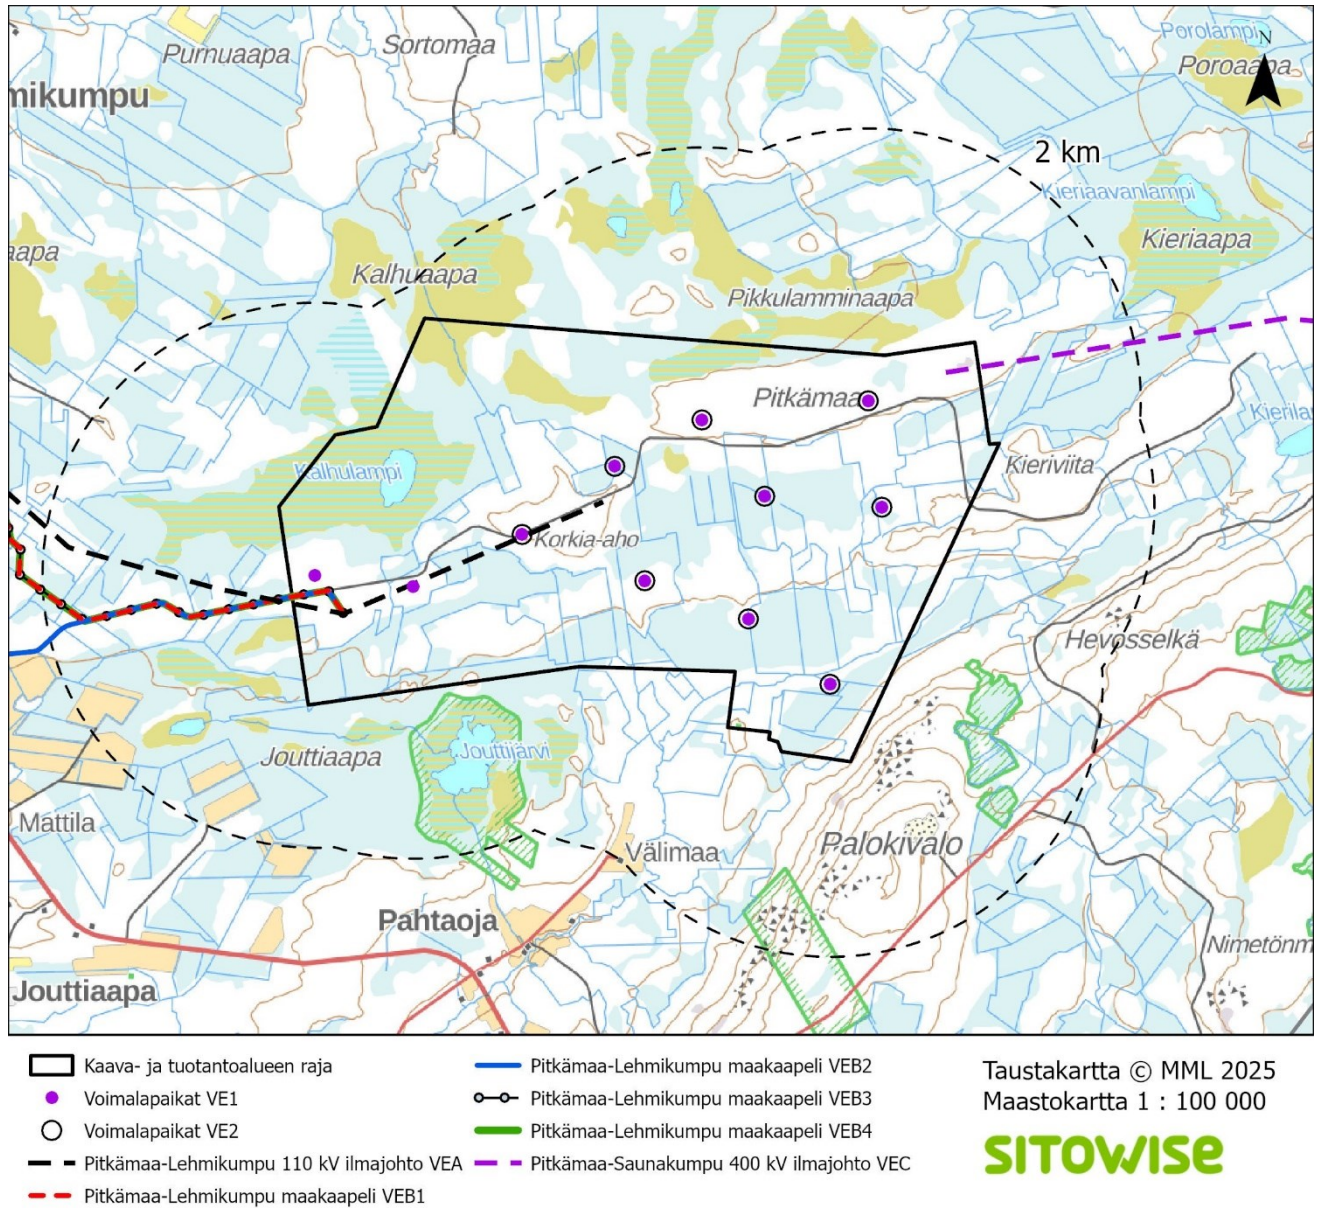 Purnuaapa
Sortomaa
Porolampi
N
Poroaapa
mikumpu
2 km
Kieriaavanlampi
Kieriaapa
aapa
Kalhuaapa
Pikkulamminaapa
Pitkämaa
Kierila
Kieriviita
Kalhulampi
Korkia-aho
Hevosselkä
Jouttiaapa
Jouttijärvi
Mattila
Välimaa
Palokivalo
Pahtaoja
Nimetönm
Jouttiaapa
Kaava- ja tuotantoalueen raja
Voimalapaikat VE1
Voimalapaikat VE2
Pitkämaa-Lehmikumpu 110 kV ilmajohto VEA
Pitkämaa-Lehmikumpu maakaapeli VEB1
Pitkämaa-Lehmikumpu maakaapeli VEB2
Pitkämaa-Lehmikumpu maakaapeli VEB3
Pitkämaa-Lehmikumpu maakaapeli VEB4
Pitkämaa-Saunakumpu 400 kV ilmajohto VEC
Taustakartta © MML 2025
Maastokartta 1 : 100 000
SITOWISE